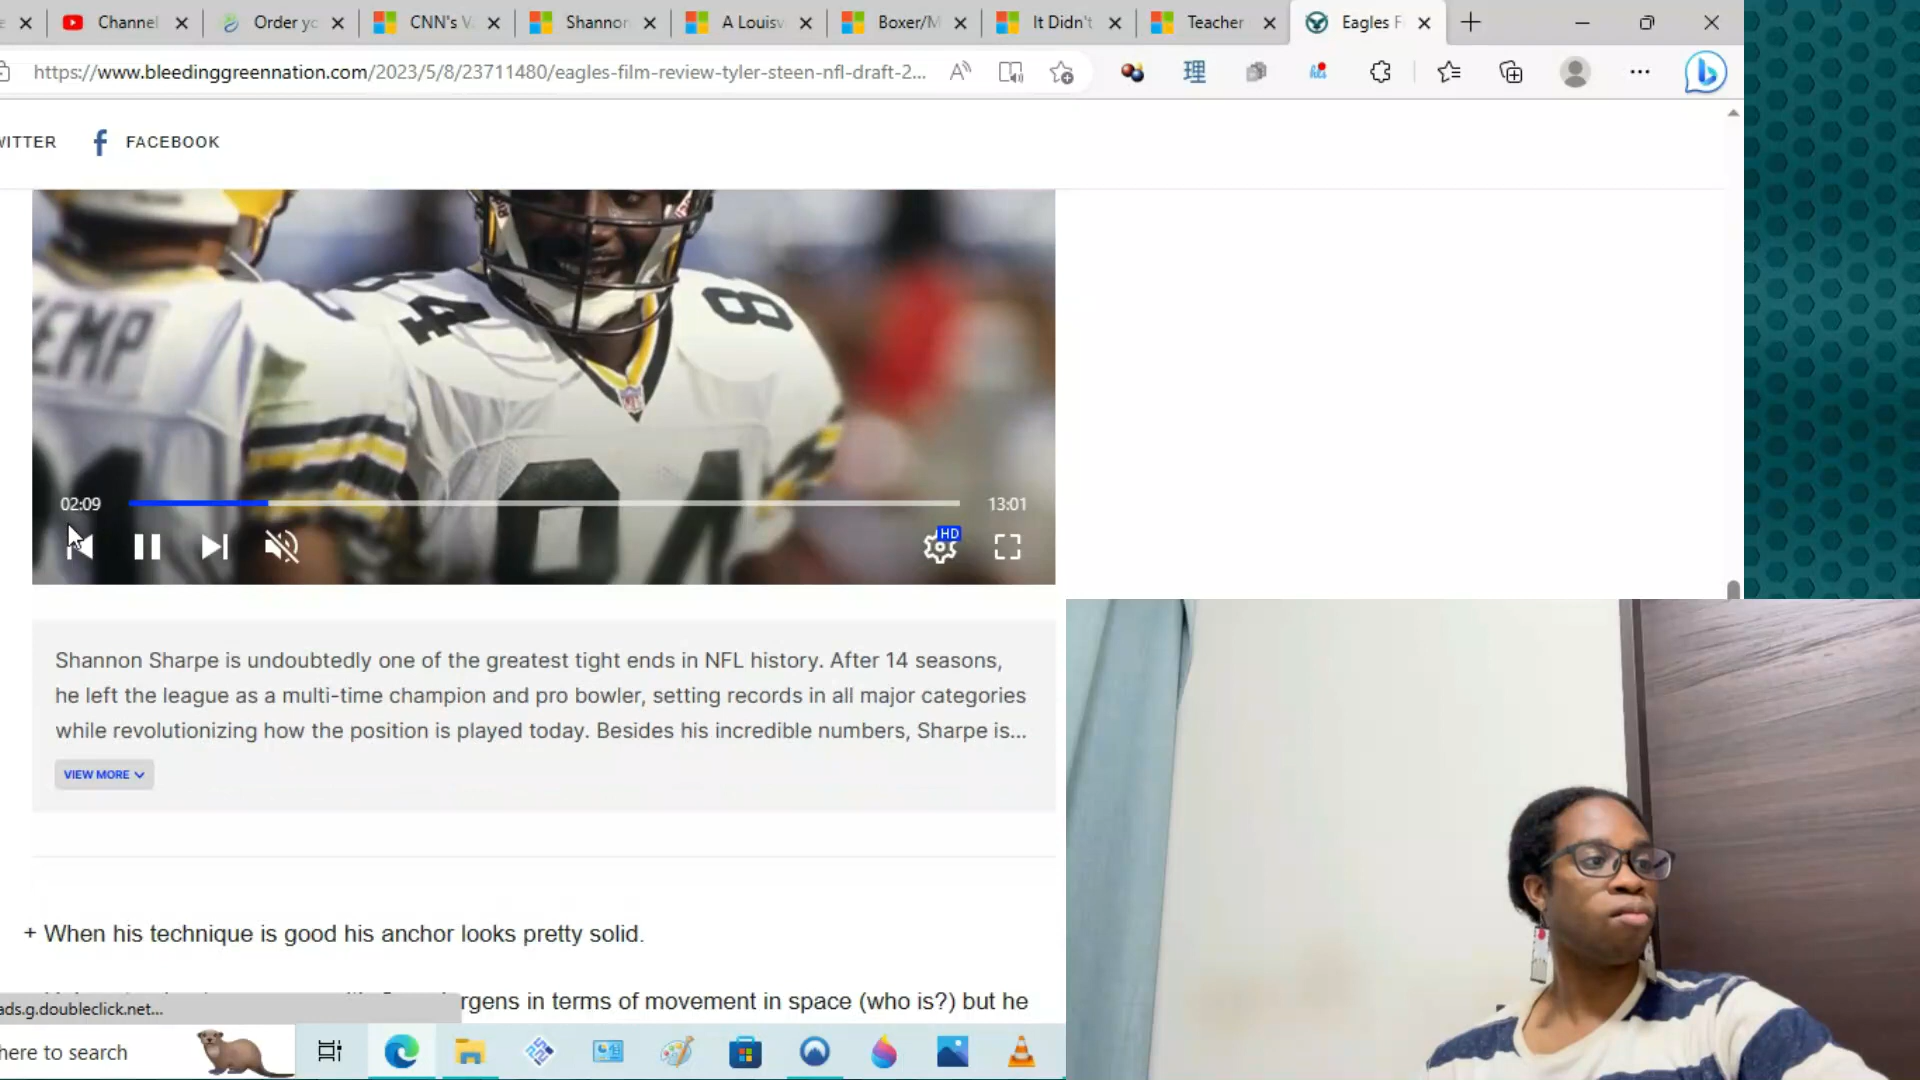 Channel
Order yo
CNN's V
Shannon
A Louisv
Boxer/M
It Didn't
Teacher
Eagles F
https://www.bleedinggreennation.com/2023/5/8/23711480/eagles-film-review-tyler-steen-nfl-draft-2...
WITTER
FACEBOOK
EMP
84
8
84
02:09
13:01
HD
Shannon Sharpe is undoubtedly one of the greatest tight ends in NFL history. After 14 seasons,
he left the league as a multi-time champion and pro bowler, setting records in all major categories
while revolutionizing how the position is played today. Besides his incredible numbers, Sharpe is...
VIEW MORE
+ When his technique is good his anchor looks pretty solid.
rgens in terms of movement in space (who is?) but he
ads.g.doubleclick.net...
here to search